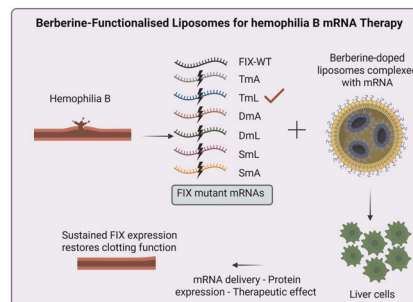 Berberine-Functionalised Liposomes for hemophilia B mRNA Therapy
Hemophilia B
FIX-WT
TmA
TmL
DmA
DmL
SmL
SmA
FIX mutant mRNAs
Berberine-doped
liposomes complexed
with mRNA
Liver cells
mRNA delivery - Protein
expression - Therapeutic effect
Sustained FIX expression
restores clotting function